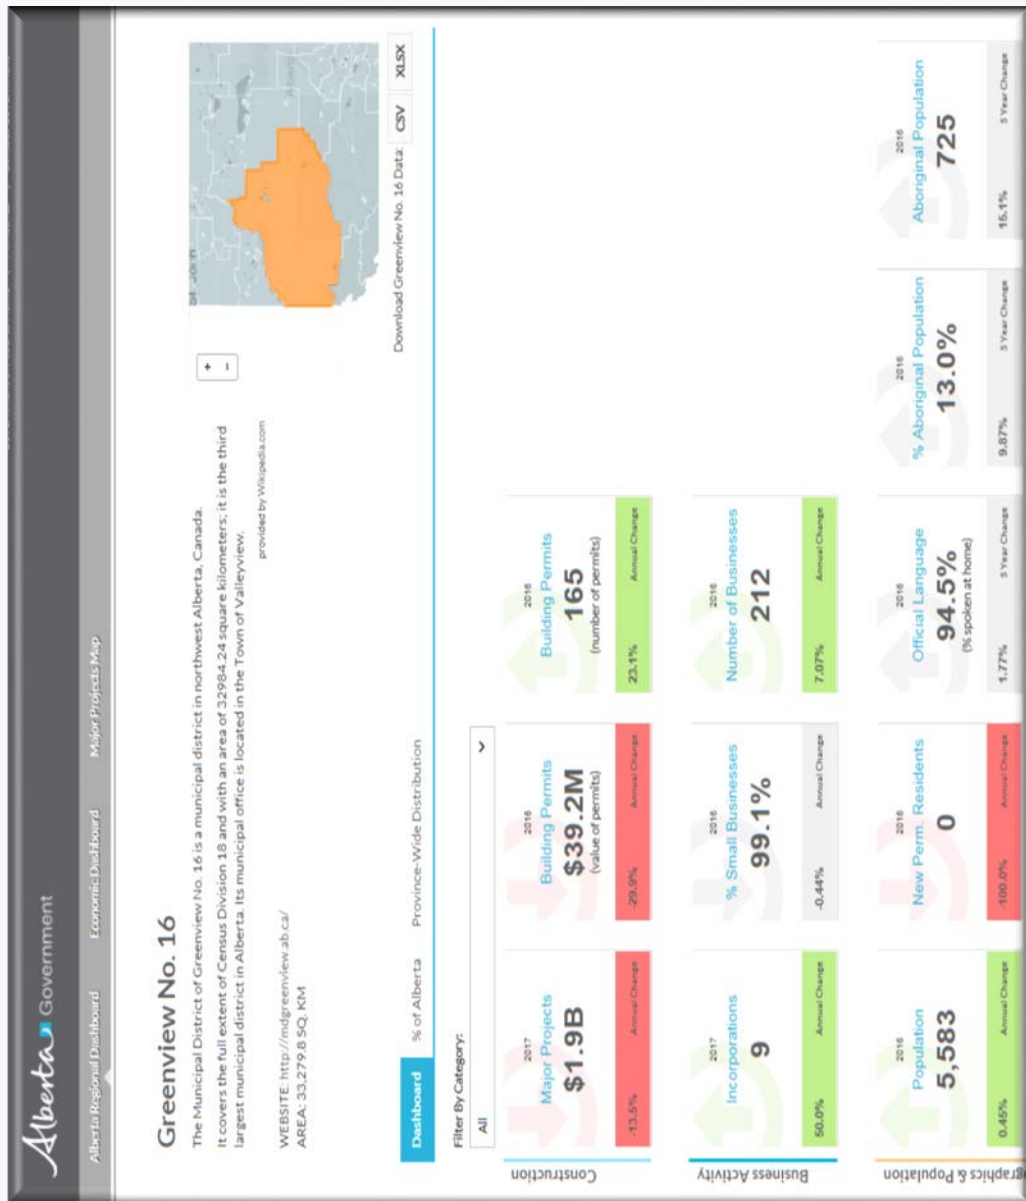 Alberta Government
Alberta Regional Dashboard
Economic Dashboard
Major Projects Map
Greenview No. 16
The Municipal District of Greenview No. 16 is a municipal district in northwest Alberta, Canada.
It covers the full extent of Census Division 18 and with an area of 32984.24 square kilometers; it is the third
largest municipal district in Alberta. Its municipal office is located in the Town of Valleyview.
provided by Wikipedia.com
WEBSITE: http://mdgreenview.ab.ca/
AREA: 33,279.8 SQ. KM
+
−
Download Greenview No. 16 Data: CSV XLSX
Dashboard % of Alberta Province-Wide Distribution
Filter By Category:
All
Construction
2017
Major Projects
$1.9B
-13.5% Annual Change
2016
Building Permits
$39.2M
(value of permits)
-29.9% Annual Change
2016
Building Permits
165
(number of permits)
23.1% Annual Change
Business Activity
2017
Incorporations
9
50.0% Annual Change
2016
% Small Businesses
99.1%
-0.44% Annual Change
2016
Number of Businesses
212
7.07% Annual Change
ographics & Population
2016
Population
5,583
0.45% Annual Change
2016
New Perm. Residents
0
-100.0% Annual Change
2016
Official Language
94.5%
(% spoken at home)
1.77% 5 Year Change
2016
% Aboriginal Population
13.0%
9.87% 5 Year Change
2016
Aboriginal Population
725
15.1% 5 Year Change